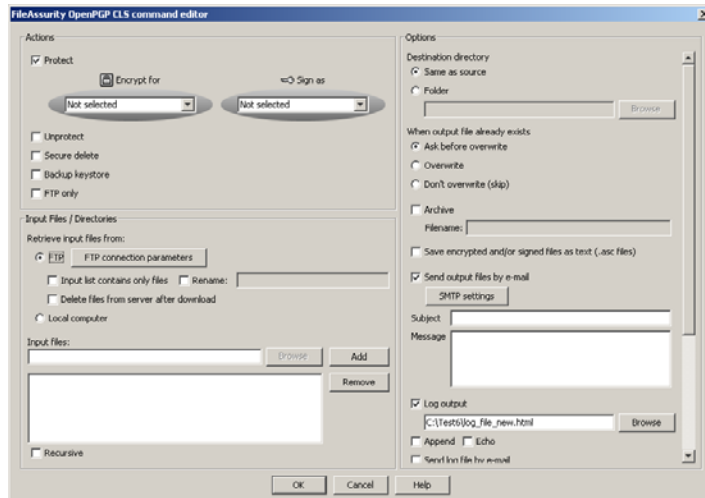 FileAssurity OpenPGP CLS command editor
Actions
Protect
Encrypt for
Sign as
Not selected
Not selected
Unprotect
Secure delete
Backup keystore
FTP only
Input Files / Directories
Retrieve input files from:
FTP
FTP connection parameters
Input list contains only files
Rename:
Delete files from server after download
Local computer
Input files:
Browse
Add
Remove
Recursive
Options
Destination directory
Same as source
Folder
Browse
When output file already exists
Ask before overwrite
Overwrite
Don't overwrite (skip)
Archive
Filename:
Save encrypted and/or signed files as text (.asc files)
Send output files by e-mail
SMTP settings
Subject
Message
Log output
C:\Test6\log_file_new.html
Browse
Append
Echo
Send log file by e-mail
OK
Cancel
Help